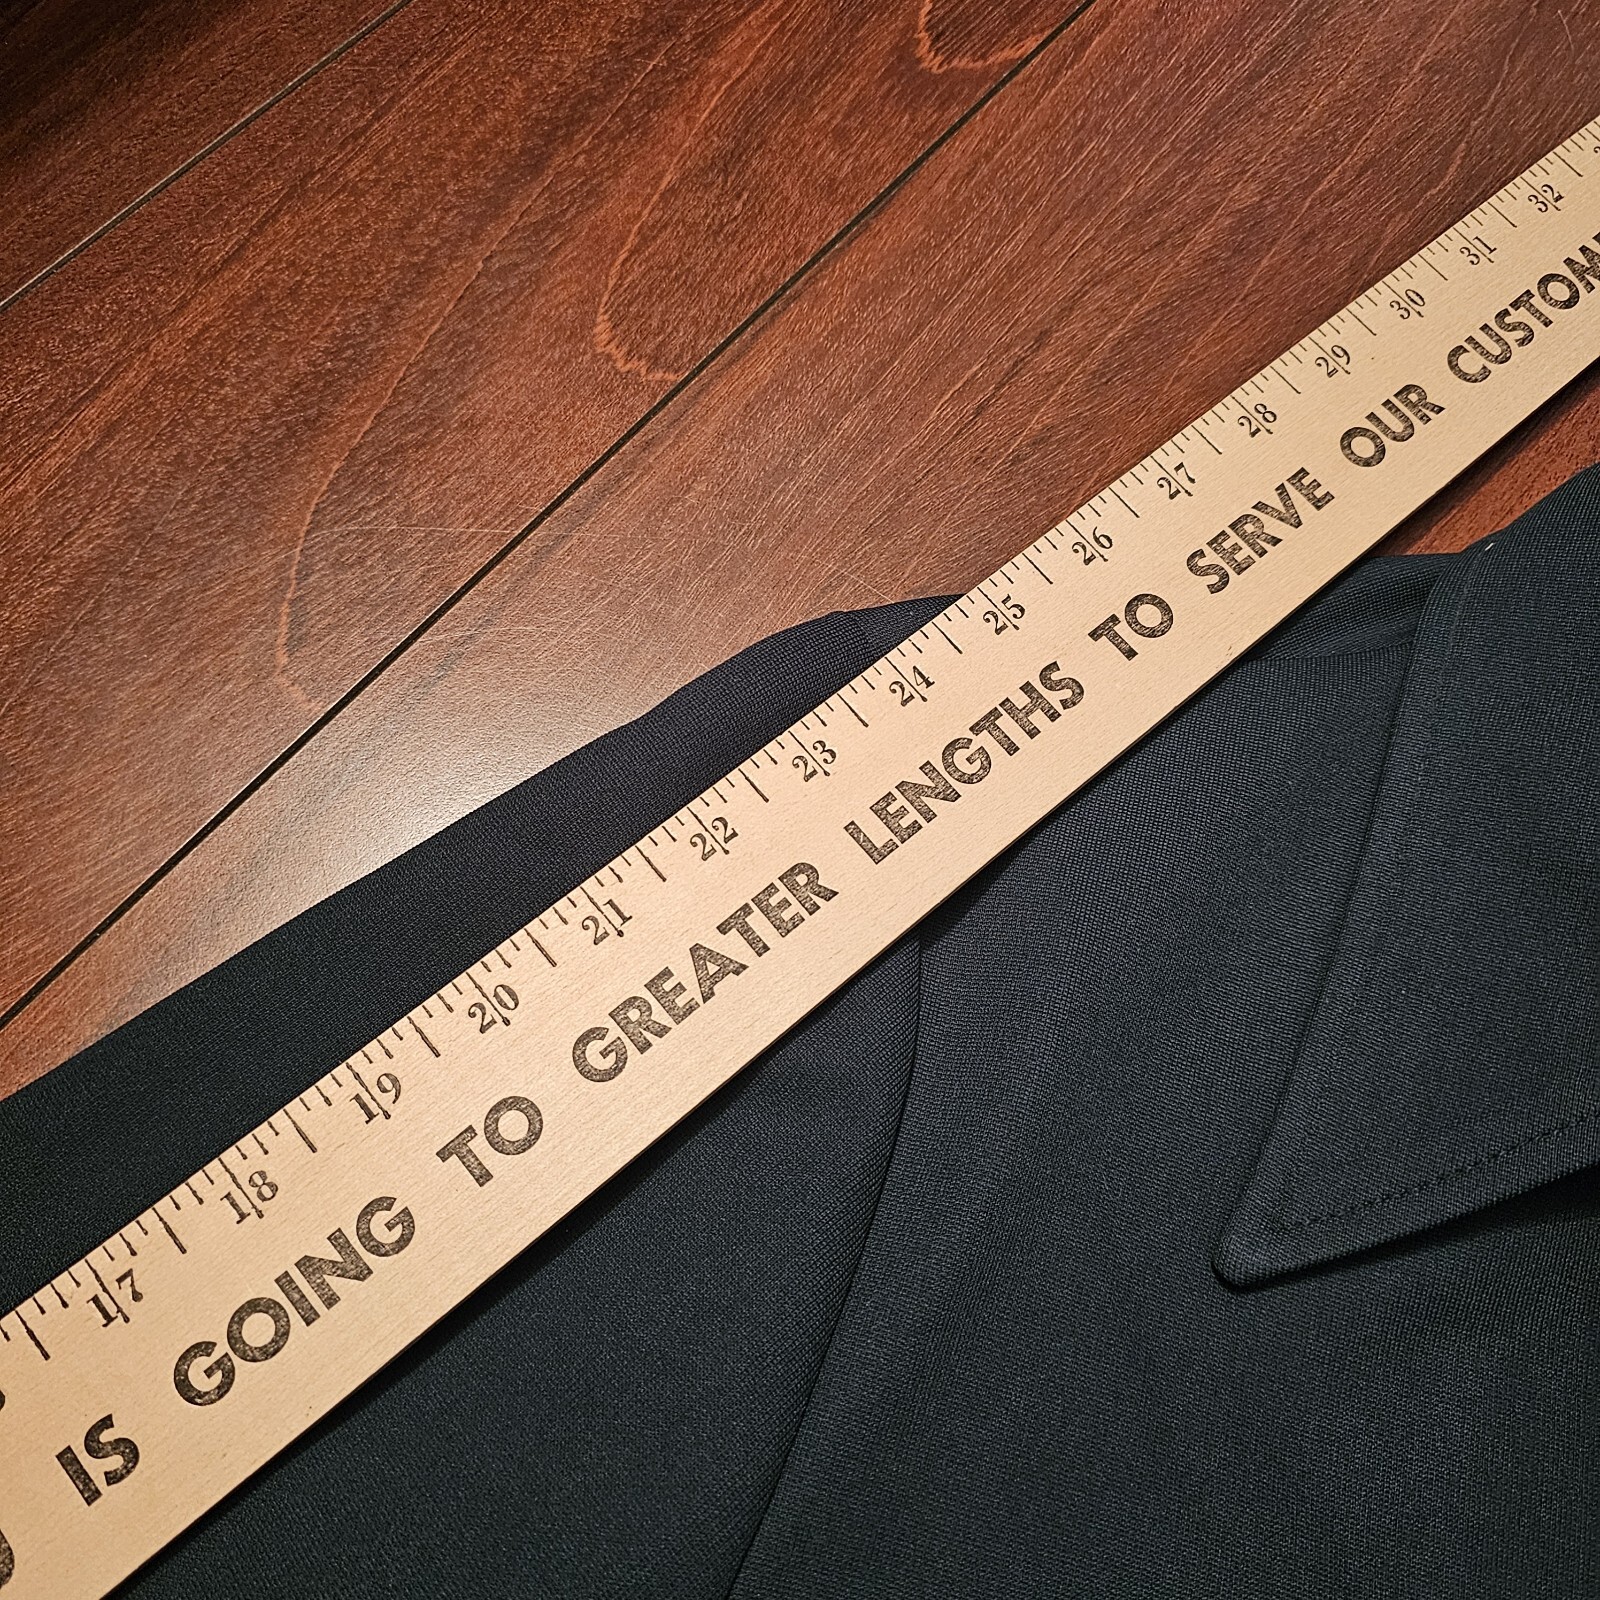 17 18 19 20 21 22 23 24 25 26 27 28 29 30 31 32
IS GOING TO GREATER LENGTHS TO SERVE OUR CUSTOM